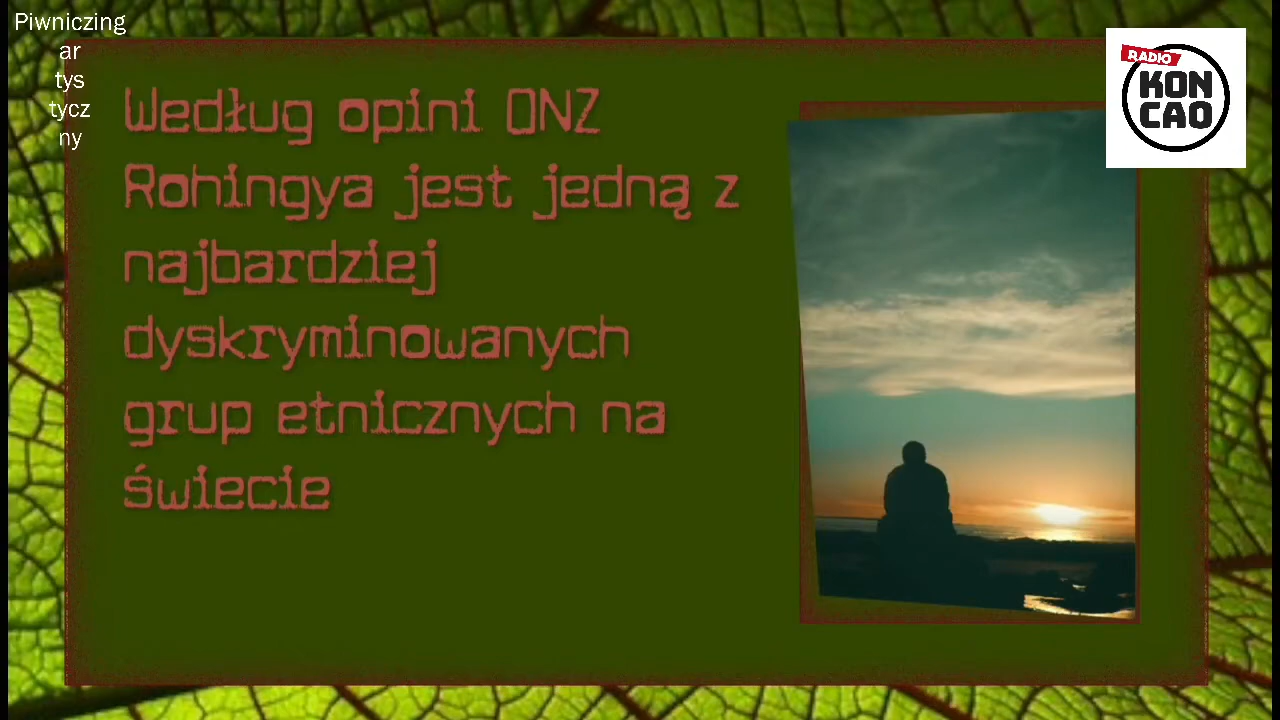 Piwniczing
ar
tys
tycz
ny
Według opini ONZ
Rohingya jest jedną z
najbardziej
dyskryminowanych
grup etnicznych na
świecie
RADIO
KON
CAO